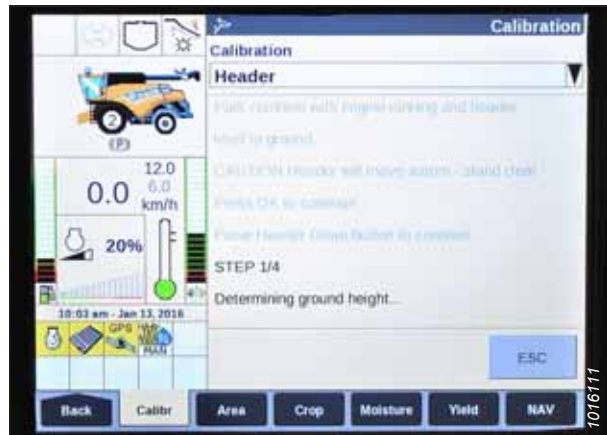 Calibration
Calibration
Header
Park combine with engine running and header
level to ground.
CAUTION Header will move autom.- stand clear
Press OK to continue
Press Header Down button to continue
STEP 1/4
Determining ground height...
ESC
2
(P)
12.0
0.0 6.0
km/h
20%
10:03 am - Jan 13, 2016
GPS
MAN
Back Calibr Area Crop Moisture Yield NAV
1016111